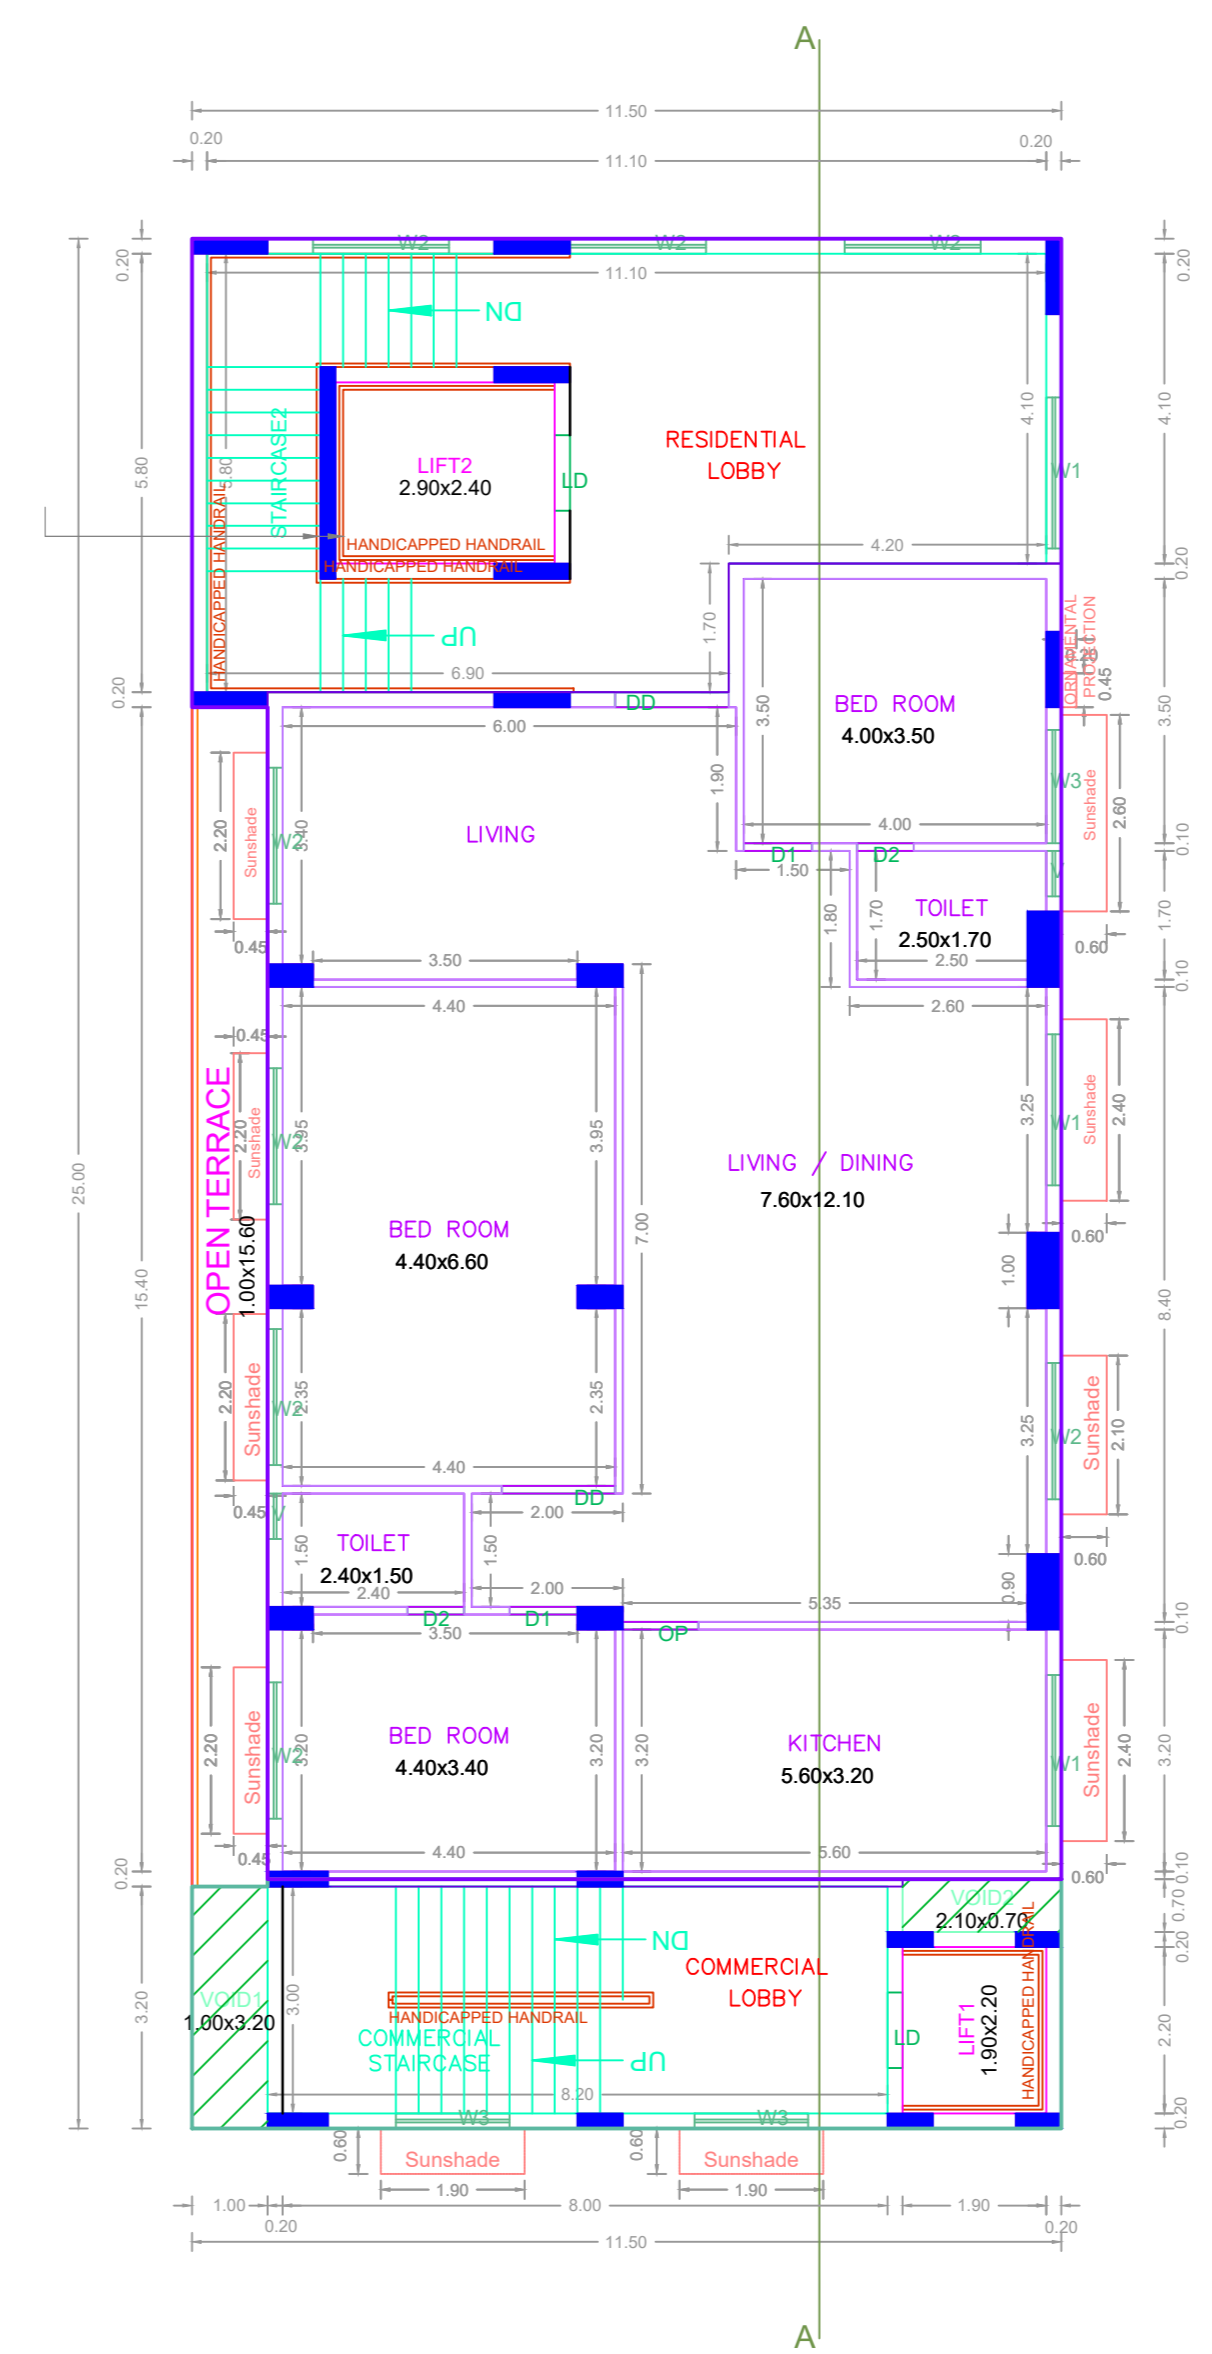 A
11.50
0.20
0.20
11.10
W2
W2
W2
0.20
0.20
11.10
DN
STAIRCASE2
5.80
5.80
4.10
4.10
RESIDENTIAL
LOBBY
LIFT2
2.90x2.40
LD
W1
HANDICAPPED HANDRAIL
HANDICAPPED HANDRAIL
HANDICAPPED HANDRAIL
4.20
0.20
UP
1.70
6.90
0.20
ORNAMENTAL
PROJECTION
0.20
0.45
DD
6.00
3.50
BED ROOM
4.00x3.50
3.50
1.90
W3
Sunshade
2.60
2.20
Sunshade
W2
3.40
LIVING
4.00
0.10
D1
D2
1.50
V
1.80
1.70
TOILET
2.50x1.70
2.50
1.70
0.45
0.60
3.50
0.10
4.40
2.60
0.45
OPEN TERRACE
1.00x15.60
2.20
Sunshade
W2
3.95
3.95
3.25
W1
Sunshade
2.40
25.00
15.40
LIVING / DINING
7.60x12.10
7.00
BED ROOM
4.40x6.60
0.60
1.00
8.40
2.20
Sunshade
W2
2.35
2.35
3.25
W2
Sunshade
2.10
4.40
DD
0.45
V
2.00
1.50
TOILET
2.40x1.50
2.40
1.50
2.00
0.60
0.90
5.35
D2
D1
3.50
OP
0.10
2.20
Sunshade
W2
3.20
BED ROOM
4.40x3.40
3.20
3.20
KITCHEN
5.60x3.20
W1
Sunshade
2.40
3.20
4.40
5.60
0.45
0.20
0.60
0.10
VOID2
2.10x0.70
0.70
0.20
DN
COMMERCIAL
LOBBY
VOID1
1.00x3.20
3.20
3.00
HANDICAPPED HANDRAIL
COMMERCIAL
STAIRCASE
UP
LD
LIFT1
1.90x2.20
HANDICAPPED HANDRAIL
2.20
8.20
W3
W3
0.20
0.60
Sunshade
0.60
Sunshade
1.90
1.90
1.00
8.00
1.90
0.20
0.20
11.50
A